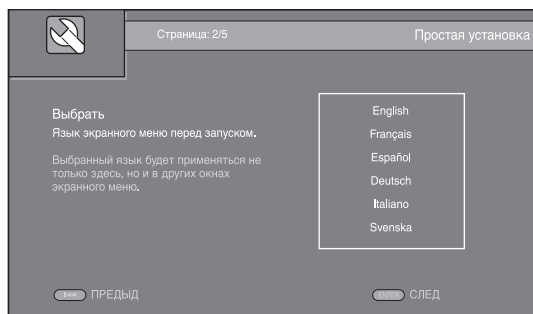 Страница: 2/5
Простая установка
Выбрать
Язык экранного меню перед запуском.
Выбранный язык будет применяться не
только здесь, но и в других окнах
экранного меню.
English
Français
Español
Deutsch
Italiano
Svenska
ПРЕДЫД
ENTER СЛЕД